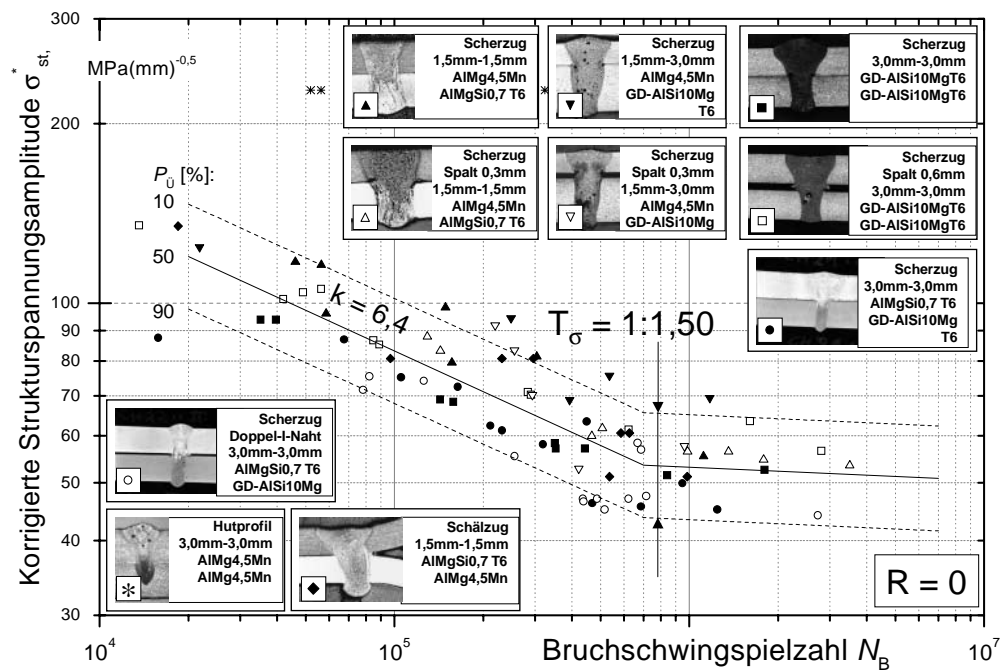 Korrigierte Strukturspannungsamplitude σ*st,
MPa(mm)-0,5
300
200
100
90
80
70
60
50
40
30
PÜ [%]:
10
50
90
k = 6,4
Tσ = 1:1,50
R = 0
Scherzug
1,5mm-1,5mm
AlMg4,5Mn
AlMgSi0,7 T6
Scherzug
1,5mm-3,0mm
AlMg4,5Mn
GD-AlSi10Mg
T6
Scherzug
3,0mm-3,0mm
GD-AlSi10MgT6
GD-AlSi10MgT6
Scherzug
Spalt 0,3mm
1,5mm-1,5mm
AlMg4,5Mn
AlMgSi0,7 T6
Scherzug
Spalt 0,3mm
1,5mm-3,0mm
AlMg4,5Mn
GD-AlSi10Mg
Scherzug
Spalt 0,6mm
3,0mm-3,0mm
GD-AlSi10MgT6
GD-AlSi10MgT6
Scherzug
3,0mm-3,0mm
AlMgSi0,7 T6
GD-AlSi10Mg
T6
Scherzug
Doppel-I-Naht
3,0mm-3,0mm
AlMgSi0,7 T6
GD-AlSi10Mg
Hutprofil
3,0mm-3,0mm
AlMg4,5Mn
AlMg4,5Mn
Schälzug
1,5mm-1,5mm
AlMgSi0,7 T6
AlMg4,5Mn
10^4
10^5
10^6
10^7
Bruchschwingspielzahl NB